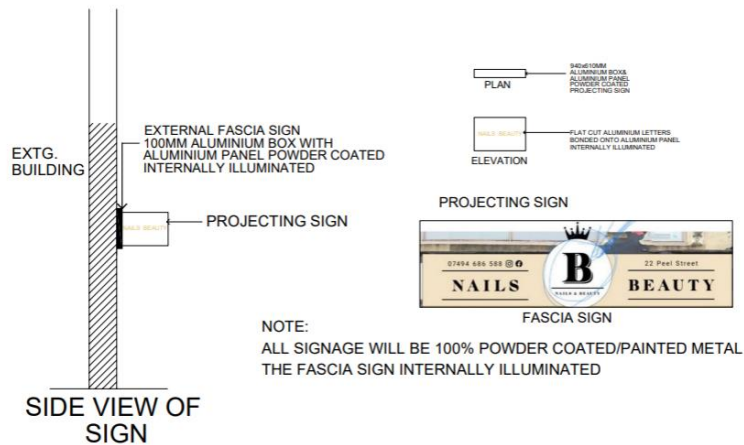 940x610MM
ALUMINIUM BOX&
ALUMINIUM PANEL
POWDER COATED
PROJECTING SIGN
PLAN
EXTERNAL FASCIA SIGN
100MM ALUMINIUM BOX WITH
ALUMINIUM PANEL POWDER COATED
INTERNALLY ILLUMINATED
EXTG.
BUILDING
NAILS BEAUTY
FLAT CUT ALUMINIUM LETTERS
BONDED ONTO ALUMINIUM PANEL
INTERNALLY ILLUMINATED
ELEVATION
NAILS BEAUTY
PROJECTING SIGN
PROJECTING SIGN
07494 686 588
NAILS
B
NAILS & BEAUTY
22 Peel Street
BEAUTY
FASCIA SIGN
NOTE:
ALL SIGNAGE WILL BE 100% POWDER COATED/PAINTED METAL
THE FASCIA SIGN INTERNALLY ILLUMINATED
SIDE VIEW OF
SIGN